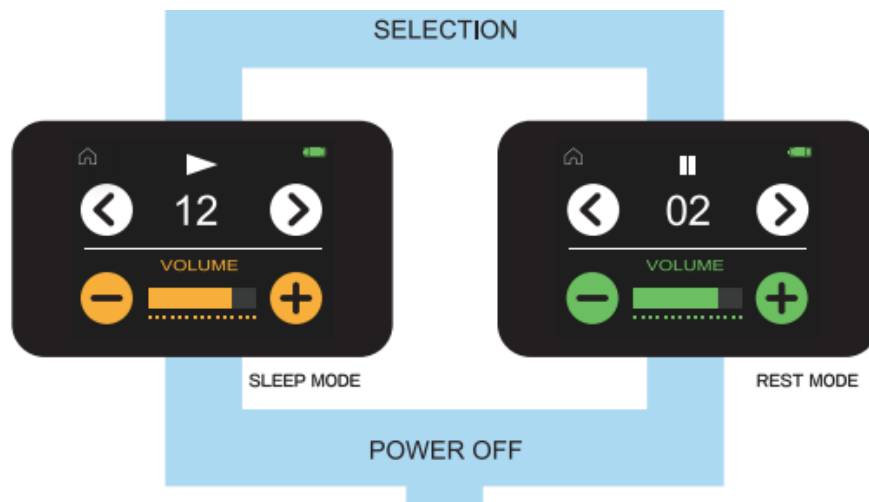 SELECTION
12
VOLUME
SLEEP MODE
02
VOLUME
REST MODE
POWER OFF